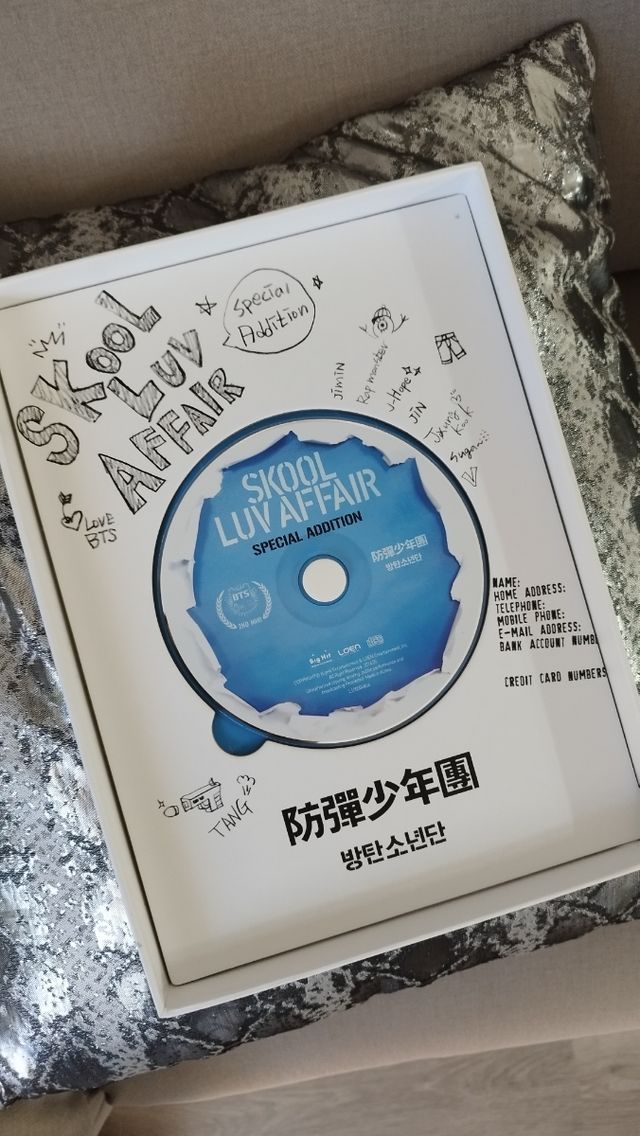 SKOOL
LUV
AFFAIR
Special
Addition
JIMIN
Rap monster
J-Hope
JIN
Jung
Kook
Suga
LOVE
BTS
SKOOL
LUV AFFAIR
SPECIAL ADDITION
防彈少年團
방탄소년단
BTS
Big Hit
LOEN
NAME:
HOME ADDRESS:
TELEPHONE:
MOBILE PHONE:
E-MAIL ADDRESS:
BANK ACCOUNT NUMB
CREDIT CARD NUMBERS
TANG
防彈少年團
방탄소년단